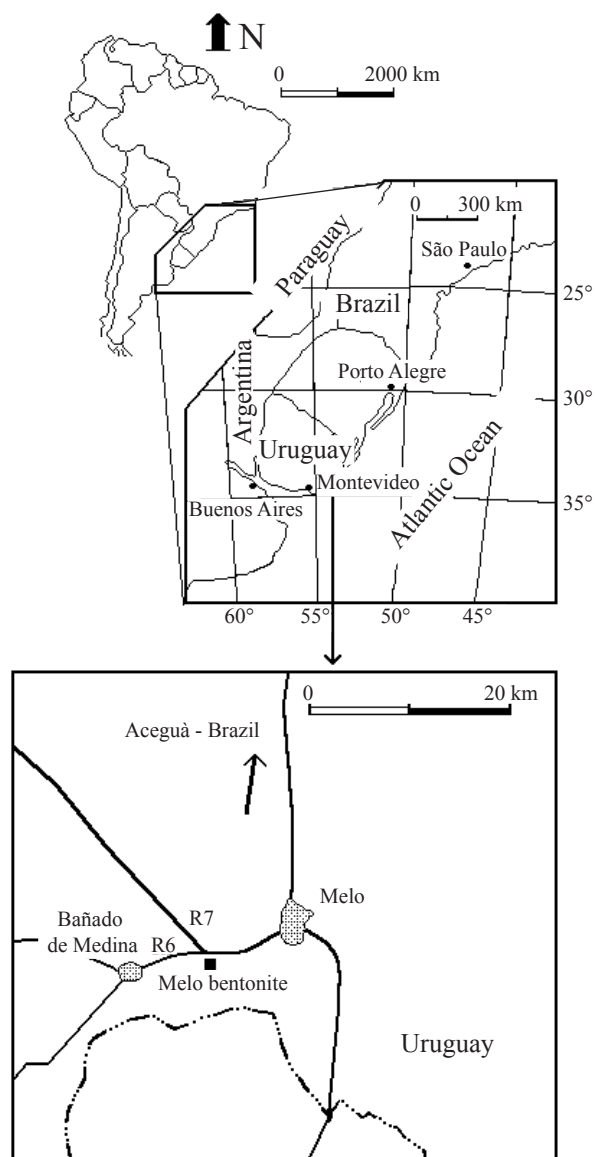 N
0 2000 km
0 300 km
São Paulo
Paraguay
Brazil
25°
Porto Alegre
Argentina
30°
Uruguay
Montevideo
Buenos Aires
Atlantic Ocean
35°
60° 55° 50° 45°
0 20 km
Aceguà - Brazil
Melo
R7
Bañado
de Medina
R6
Melo bentonite
Uruguay